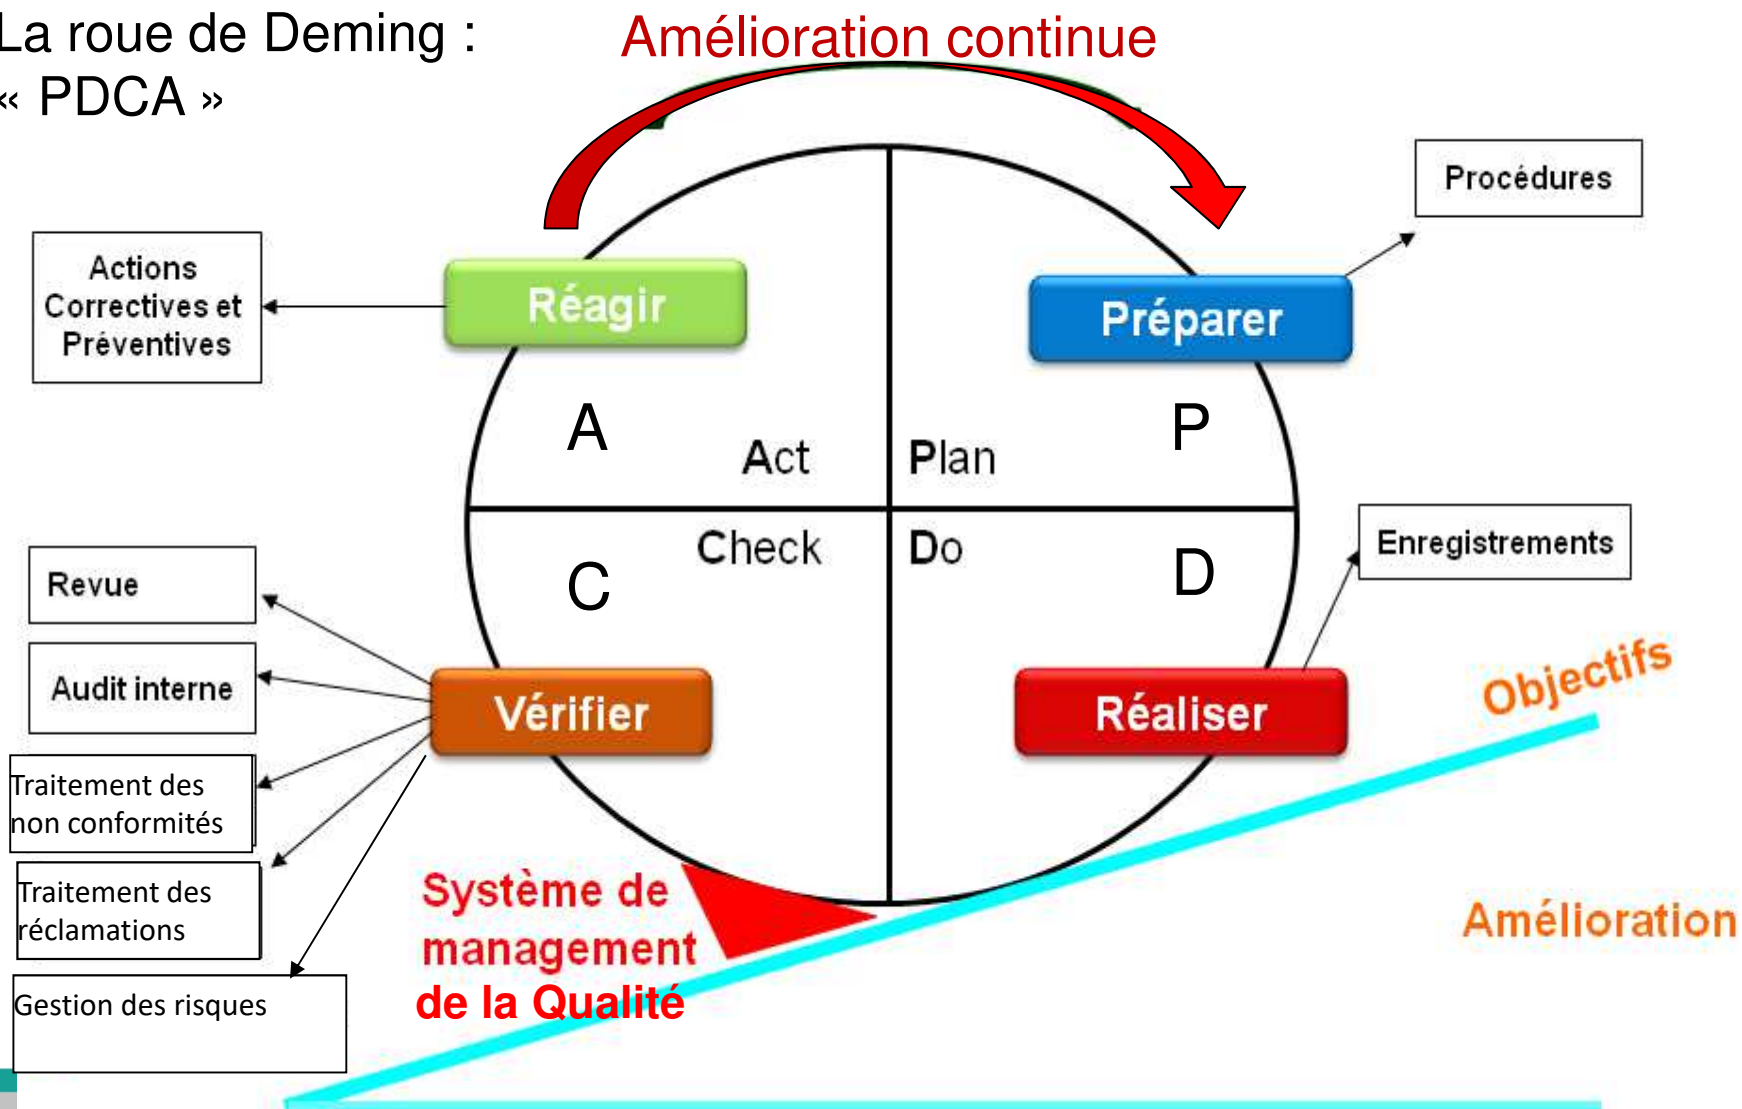 La roue de Deming :
« PDCA »
Amélioration continue
Procédures
Actions
Correctives et
Préventives
Réagir
Préparer
A
P
Act
Plan
Check
Do
C
D
Enregistrements
Revue
Audit interne
Vérifier
Réaliser
Objectifs
Traitement des
non conformités
Traitement des
réclamations
Gestion des risques
Système de
management
de la Qualité
Amélioration